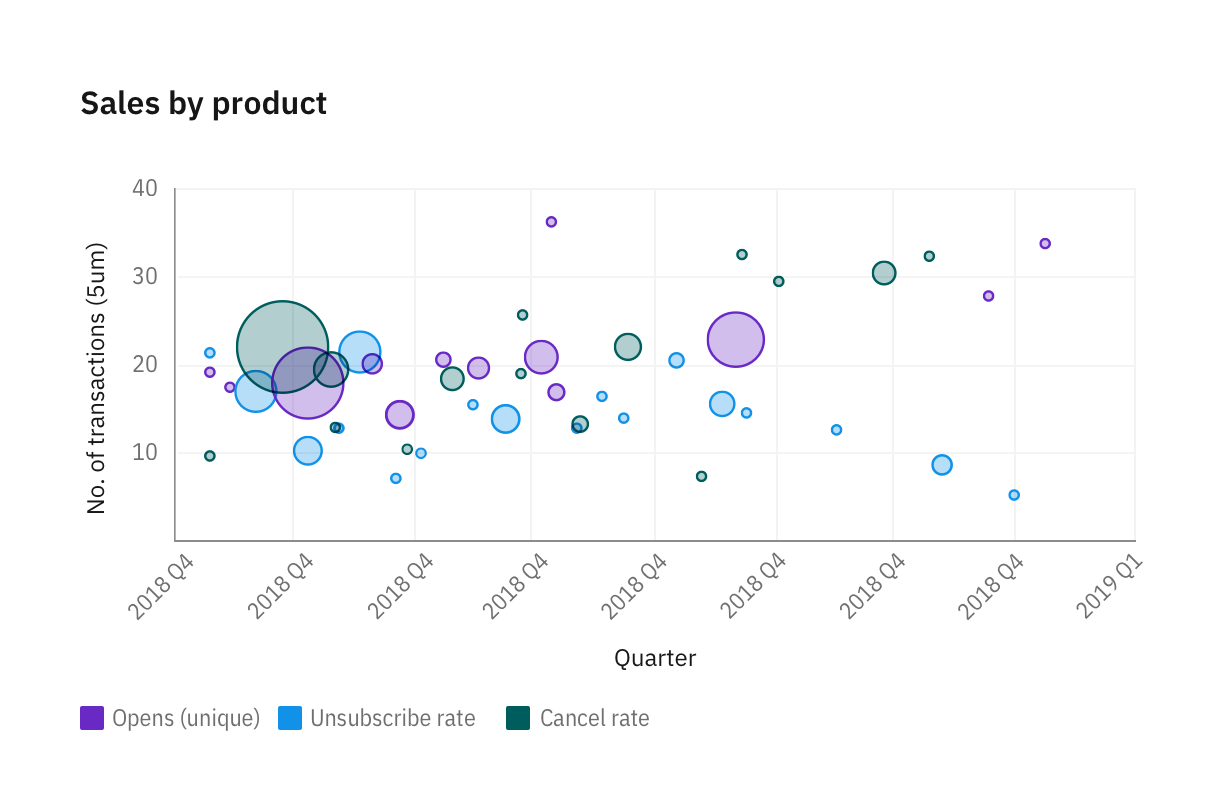 Sales by product
40
30
20
10
No. of transactions (5um)
2018 Q4 2018 Q4 2018 Q4 2018 Q4 2018 Q4 2018 Q4 2018 Q4 2018 Q4 2019 Q1
Quarter
Opens (unique) Unsubscribe rate Cancel rate